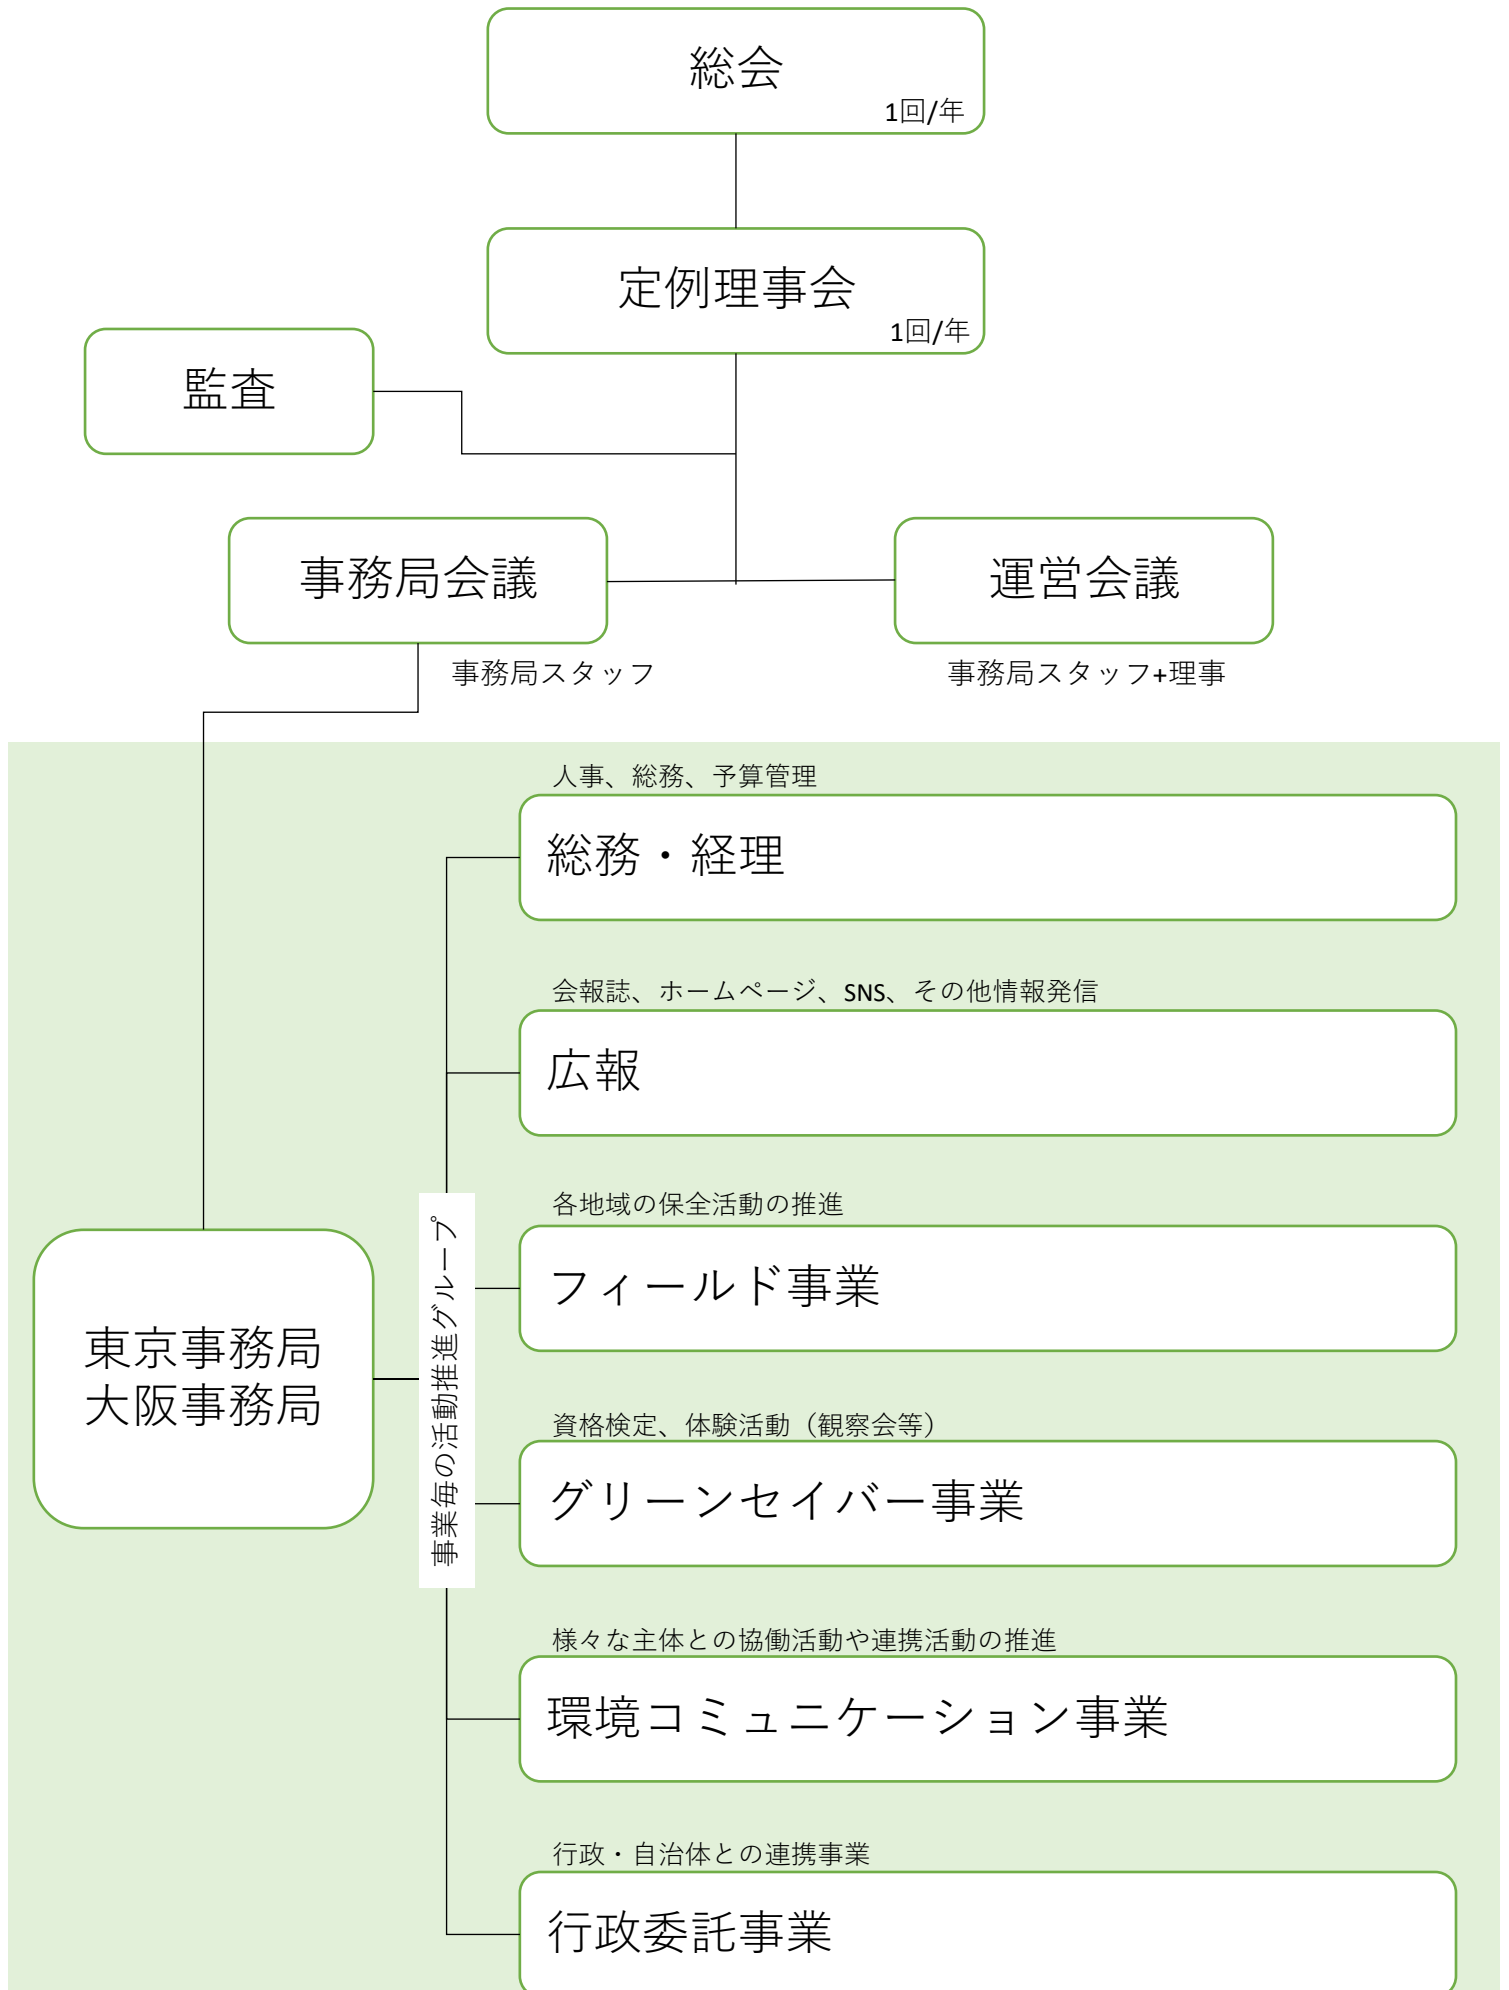 総会
1回/年
定例理事会
1回/年
監査
事務局会議
運営会議
事務局スタッフ
事務局スタッフ+理事
人事、総務、予算管理
総務・経理
会報誌、ホームページ、SNS、その他情報発信
広報
各地域の保全活動の推進
フィールド事業
東京事務局
大阪事務局
事業毎の活動推進グループ
資格検定、体験活動（観察会等）
グリーンセイバー事業
様々な主体との協働活動や連携活動の推進
環境コミュニケーション事業
行政・自治体との連携事業
行政委託事業